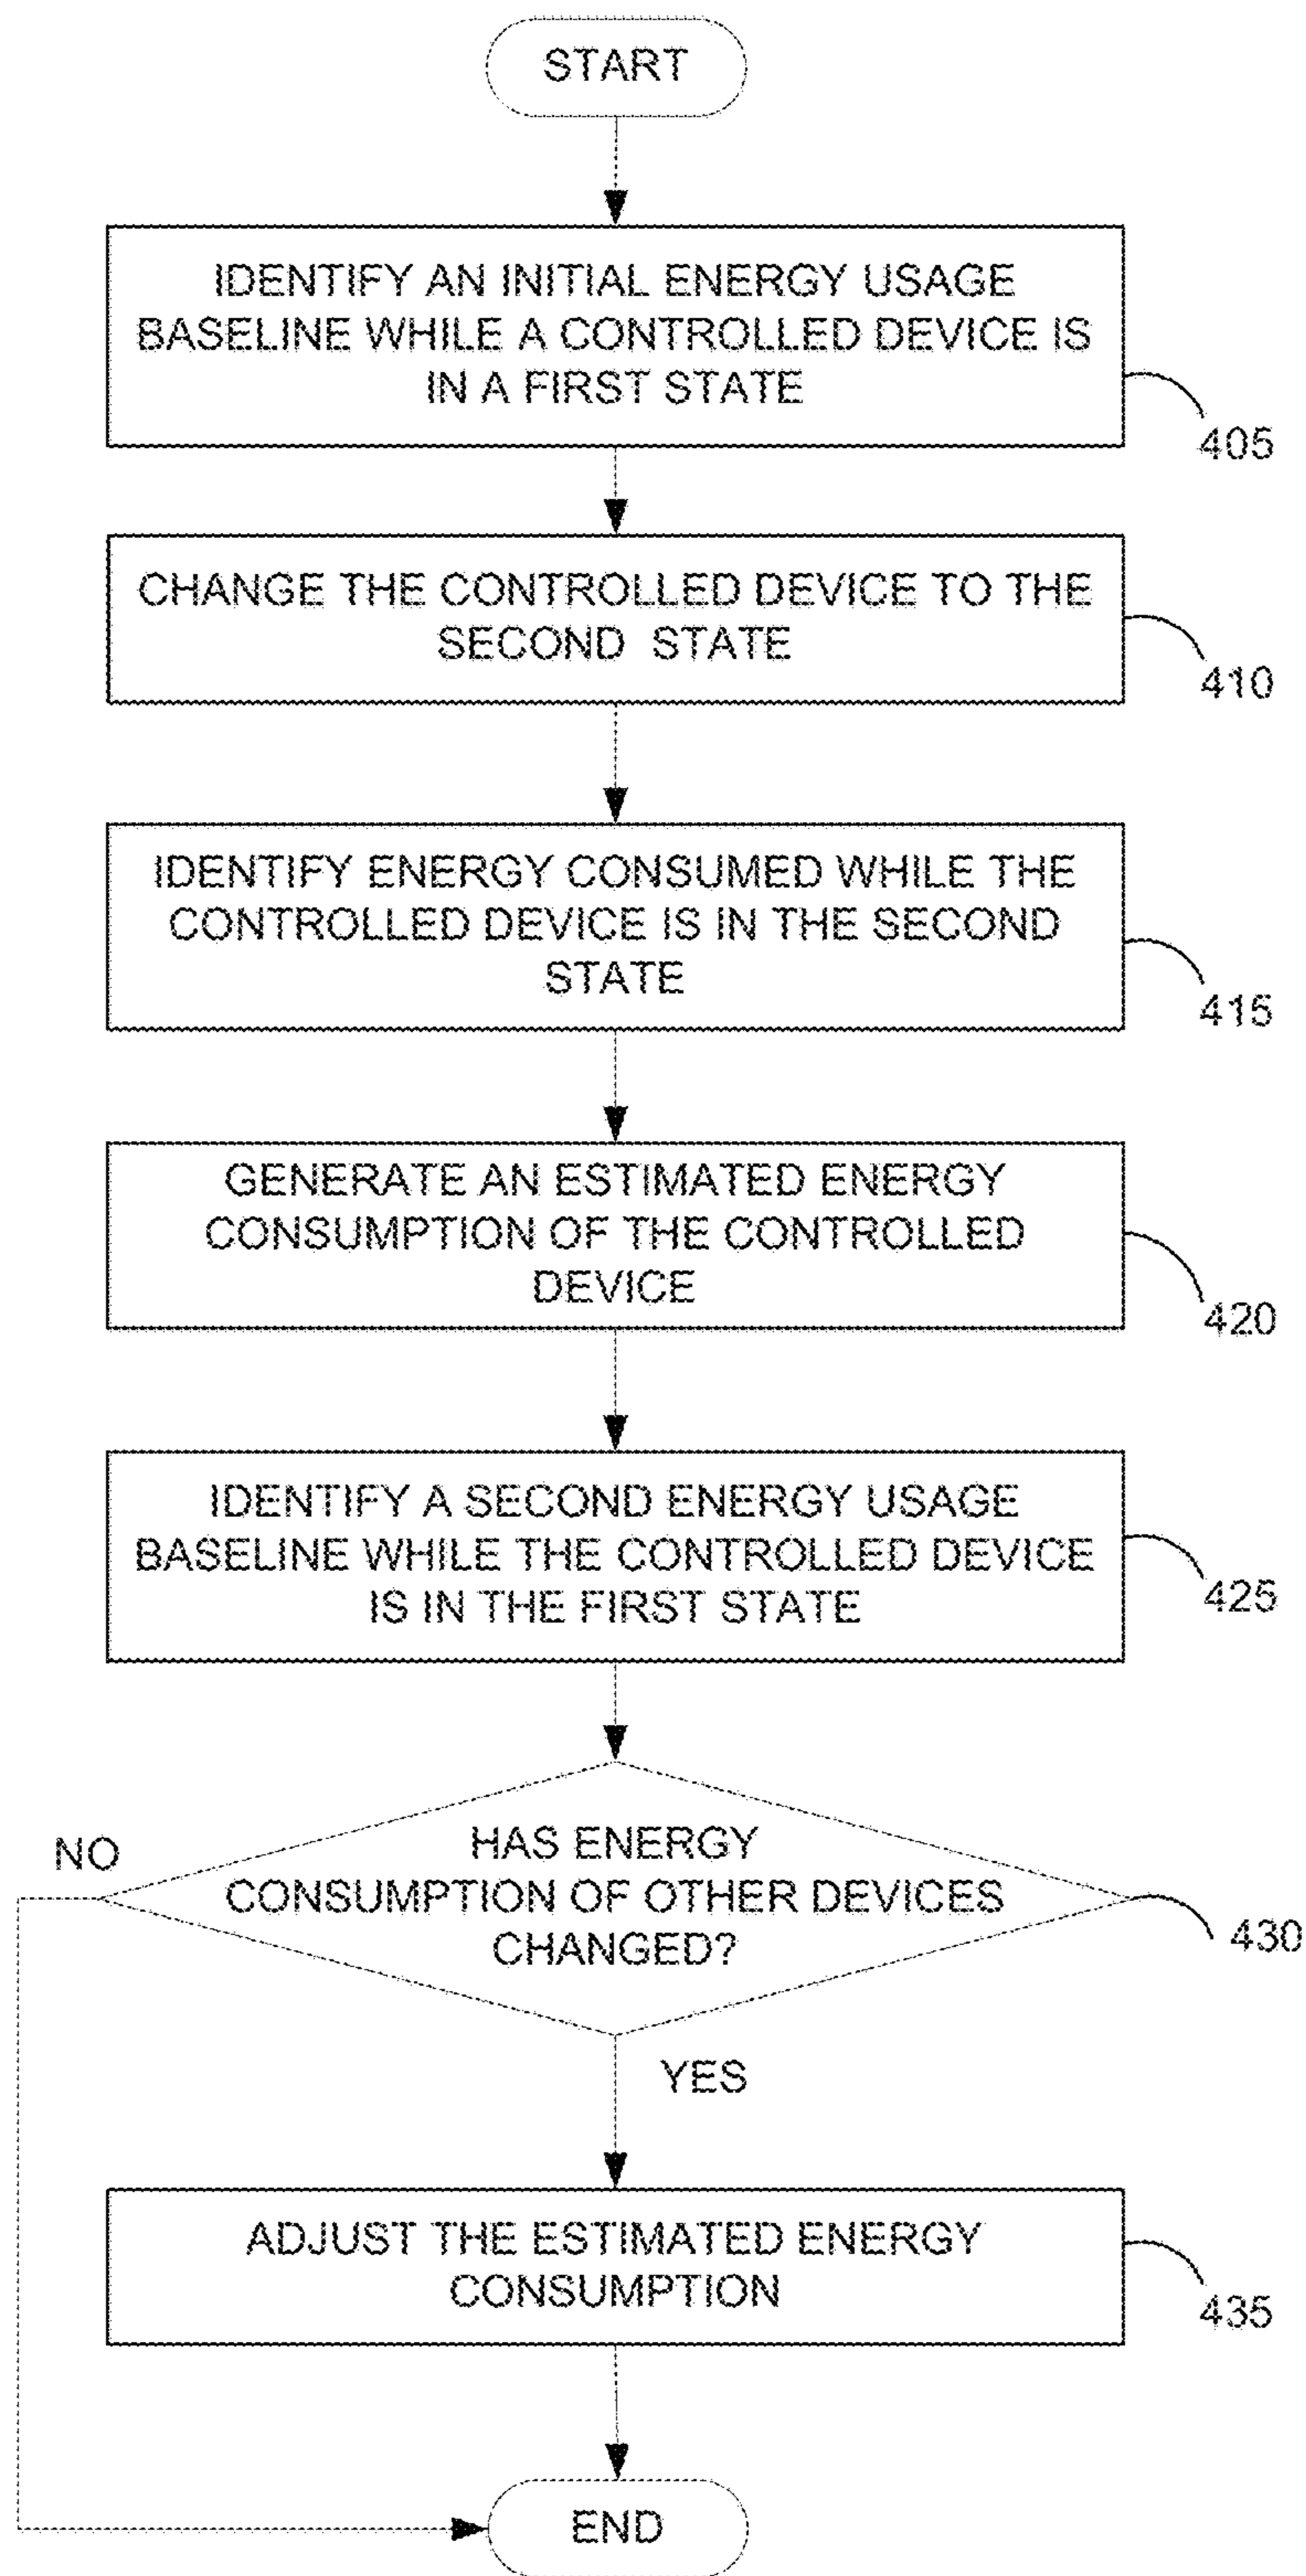 START
IDENTIFY AN INITIAL ENERGY USAGE
BASELINE WHILE A CONTROLLED DEVICE IS
IN A FIRST STATE
405
CHANGE THE CONTROLLED DEVICE TO THE
SECOND STATE
410
IDENTIFY ENERGY CONSUMED WHILE THE
CONTROLLED DEVICE IS IN THE SECOND
STATE
415
GENERATE AN ESTIMATED ENERGY
CONSUMPTION OF THE CONTROLLED
DEVICE
420
IDENTIFY A SECOND ENERGY USAGE
BASELINE WHILE THE CONTROLLED DEVICE
IS IN THE FIRST STATE
425
NO
HAS ENERGY
CONSUMPTION OF OTHER DEVICES
CHANGED?
430
YES
ADJUST THE ESTIMATED ENERGY
CONSUMPTION
435
END